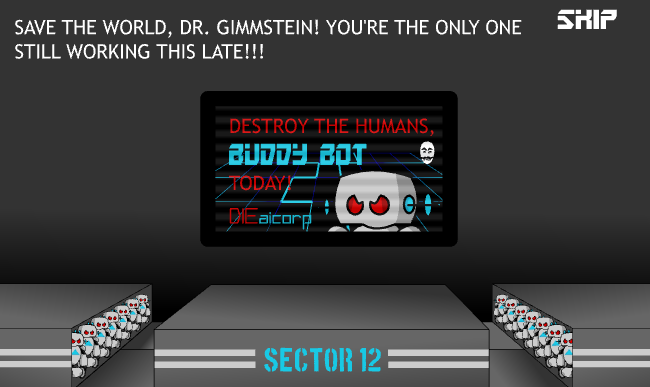 SAVE THE WORLD, DR. GIMMSTEIN! YOU'RE THE ONLY ONE
STILL WORKING THIS LATE!!!
SKIP
DESTROY THE HUMANS,
BUDDY BOT
TODAY!
DIEaicorp
SECTOR 12